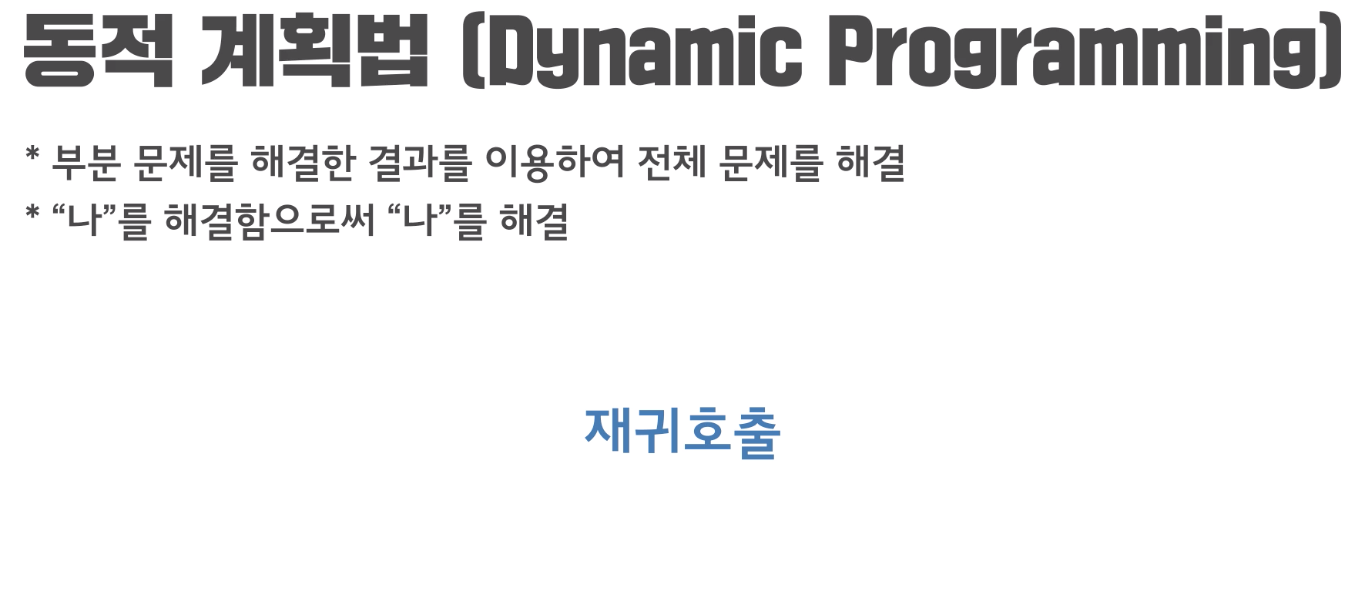 동적 계획법 (Dynamic Programming)
* 부분 문제를 해결한 결과를 이용하여 전체 문제를 해결
* “나”를 해결함으로써 “나”를 해결
재귀호출